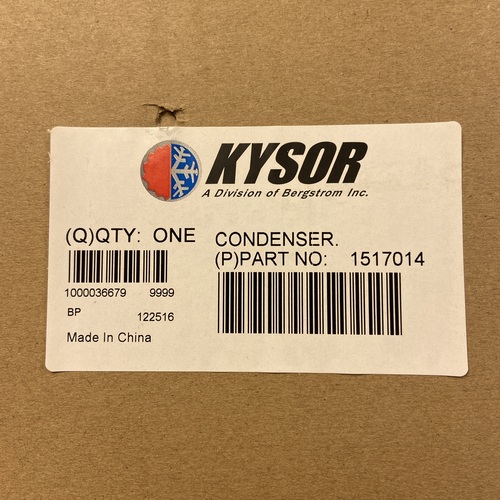 KYSOR
A Division of Bergstrom Inc.
(Q)QTY: ONE
CONDENSER.
(P)PART NO: 1517014
1000036679 9999
BP 122516
Made In China